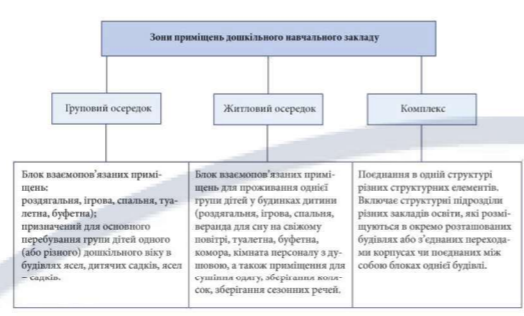 Зони приміщень дошкільного навчального закладу
Груповий осередок
Житловий осередок
Комплекс
Блок взаємопов'язаних примі-
щень:
роздягальня, ігрова, спальня, туа-
летна, буфетна);
призначений для основного
перебування групи дітей одного
(або різного) дошкільного віку в
будівлях ясел, дитячих садків, ясел
– садків.
Блок взаємопов'язаних примі-
щень для проживання однієї
групи дітей у будинках дитини
(роздягальня, ігрова, спальня,
веранда для сну на свіжому
повітрі, туалетна, буфетна,
комора, кімната персоналу з ду-
шовою, а також приміщення для
сушіння одягу, зберігання коля-
сок, зберігання сезонних речей.
Поєднання в одній структурі
різних структурних елементів.
Включає структурні підрозділи
різних закладів освіти, які розмі-
щуються в окремо розташованих
будівлях або з'єднаних перехода-
ми корпусах чи поєднаних між
собою блоках однієї будівлі.